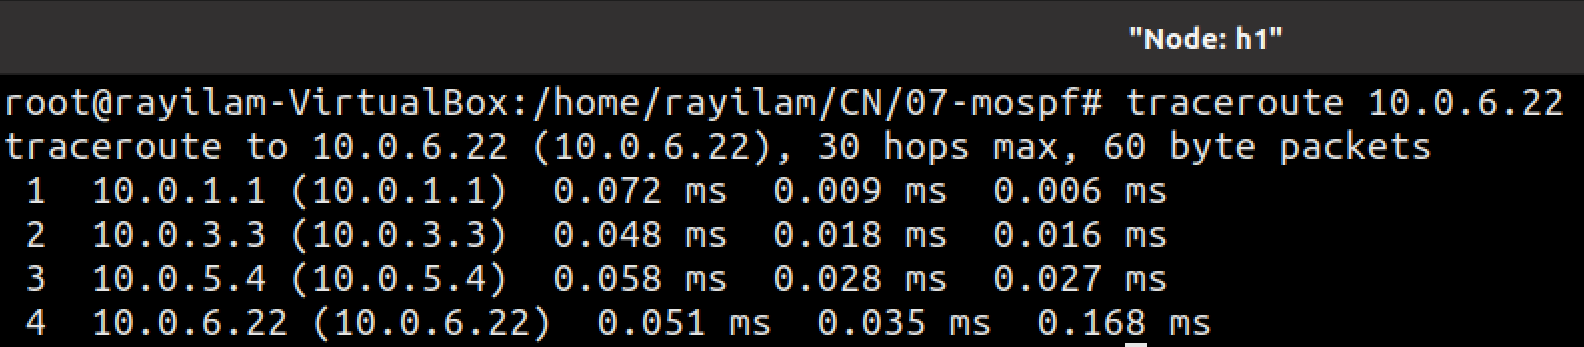 "Node: h1"
root@rayilam-VirtualBox:/home/rayilam/CN/07-mospf# traceroute 10.0.6.22
traceroute to 10.0.6.22 (10.0.6.22), 30 hops max, 60 byte packets
 1  10.0.1.1 (10.0.1.1)  0.072 ms  0.009 ms  0.006 ms
 2  10.0.3.3 (10.0.3.3)  0.048 ms  0.018 ms  0.016 ms
 3  10.0.5.4 (10.0.5.4)  0.058 ms  0.028 ms  0.027 ms
 4  10.0.6.22 (10.0.6.22)  0.051 ms  0.035 ms  0.168 ms